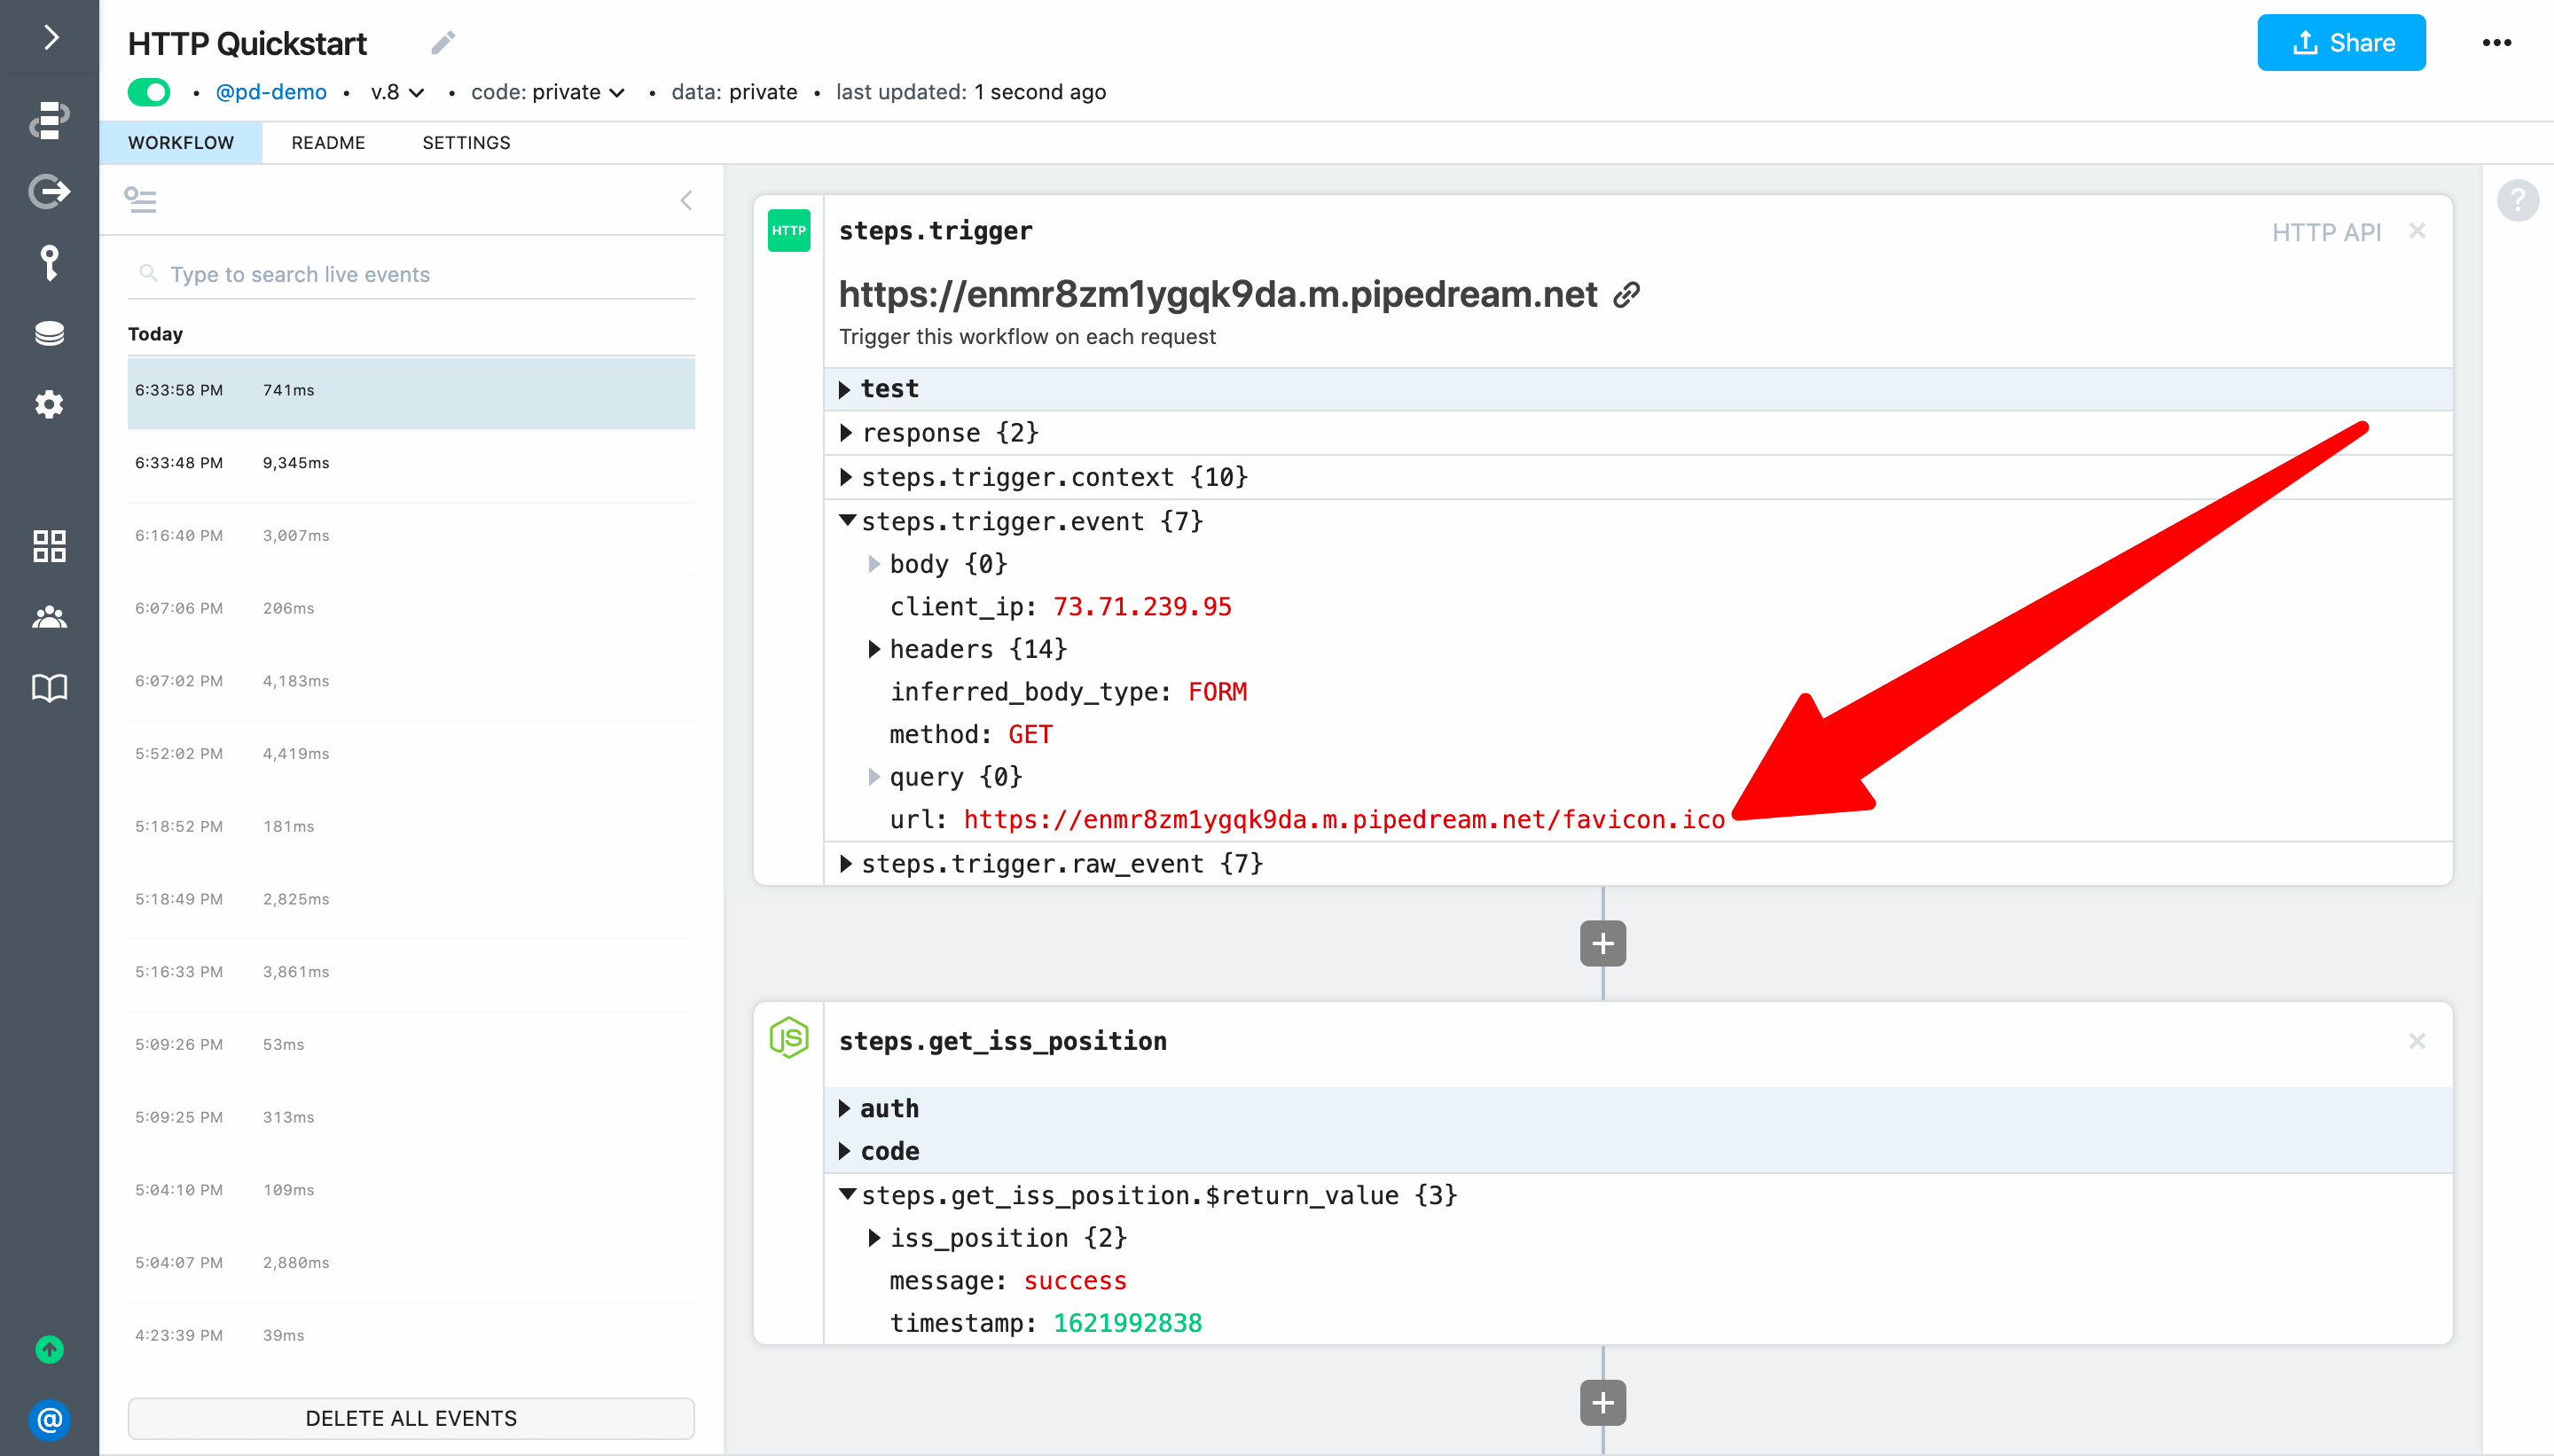 HTTP Quickstart
Share
•
@pd-demo
•
v.8
•
code: private
•
data: private
•
last updated: 1 second ago
WORKFLOW
README
SETTINGS
Type to search live events
Today
6:33:58 PM 741ms
6:33:48 PM 9,345ms
6:16:40 PM 3,007ms
6:07:06 PM 206ms
6:07:02 PM 4,183ms
5:52:02 PM 4,419ms
5:18:52 PM 181ms
5:18:49 PM 2,825ms
5:16:33 PM 3,861ms
5:09:26 PM 53ms
5:09:25 PM 313ms
5:04:10 PM 109ms
5:04:07 PM 2,880ms
4:23:39 PM 39ms
DELETE ALL EVENTS
@
HTTP
steps.trigger
HTTP API
?
https://enmr8zm1ygqk9da.m.pipedream.net
Trigger this workflow on each request
test
response {2}
steps.trigger.context {10}
steps.trigger.event {7}
body {0}
client_ip: 73.71.239.95
headers {14}
inferred_body_type: FORM
method: GET
query {0}
url: https://enmr8zm1ygqk9da.m.pipedream.net/favicon.ico
steps.trigger.raw_event {7}
+
JS
steps.get_iss_position
auth
code
steps.get_iss_position.$return_value {3}
iss_position {2}
message: success
timestamp: 1621992838
+